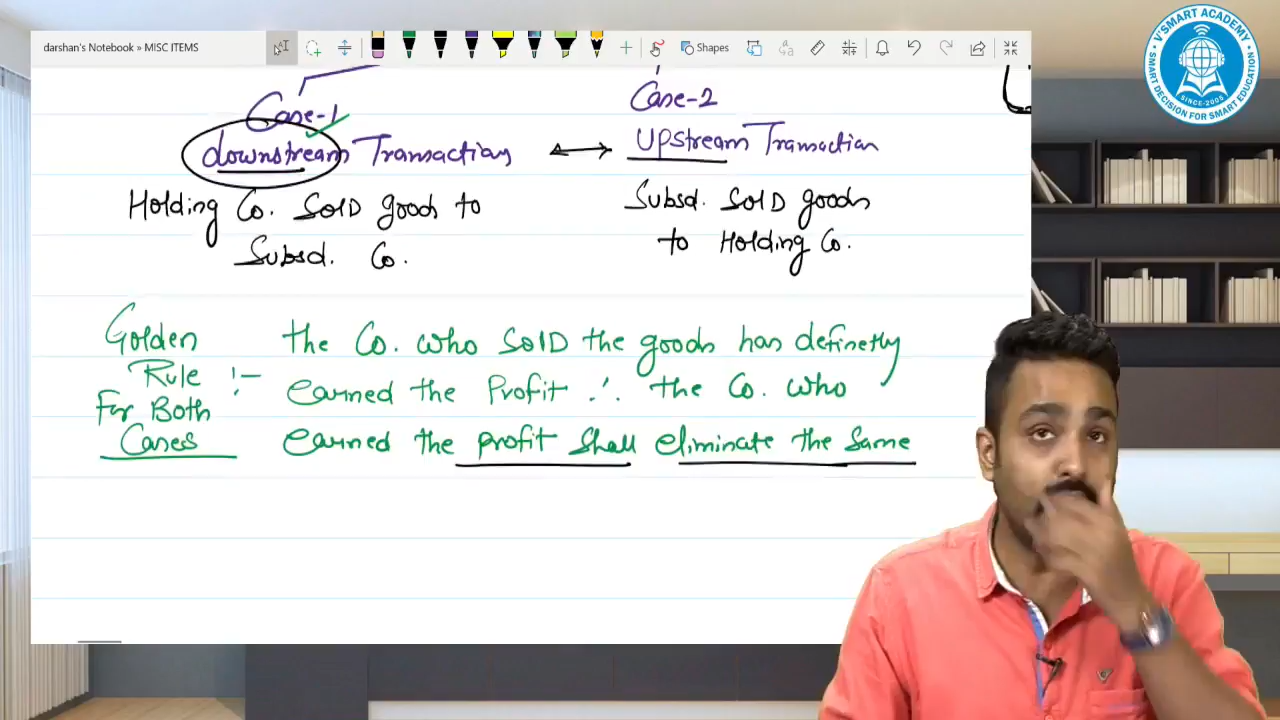 darshan's Notebook » MISC ITEMS
Shapes
V'SMART ACADEMY
SMART DECISION FOR SMART EDUCATION
SINCE-2005
Case-1
Case-2
downstream Transaction
Upstream Transaction
Holding Co. SOLD goods to
Subsd. Co.
Subsd. SOLD goods
to Holding Co.
Golden
Rule :-
For Both
Cases
the Co. who SOLD the goods has definetly
earned the Profit ∴ the Co. who
earned the profit shall eliminate the same